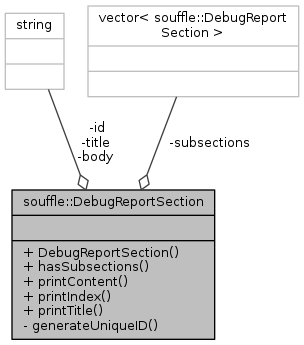 string
vector< souffle::DebugReport
Section >
-id
-title
-body
-subsections
souffle::DebugReportSection
+ DebugReportSection()
+ hasSubsections()
+ printContent()
+ printIndex()
+ printTitle()
- generateUniqueID()